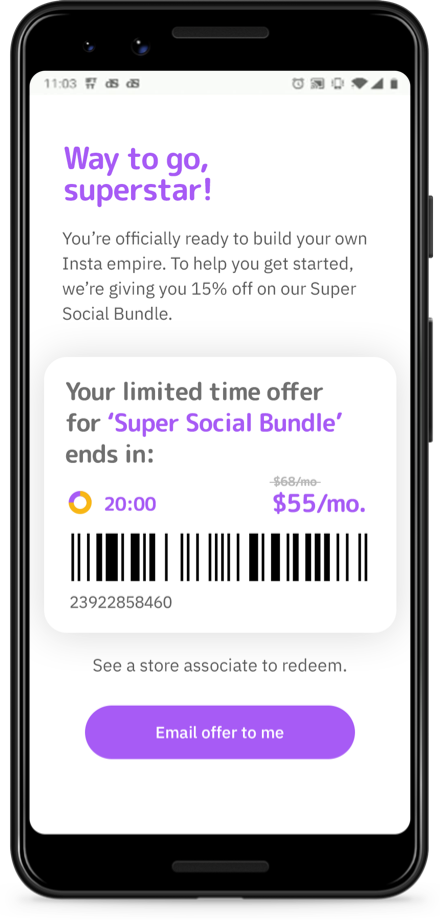 11:03
Way to go,
superstar!
You’re officially ready to build your own
Insta empire. To help you get started,
we’re giving you 15% off on our Super
Social Bundle.
Your limited time offer
for ‘Super Social Bundle’
ends in:
$68/mo
20:00 $55/mo.
23922858460
See a store associate to redeem.
Email offer to me